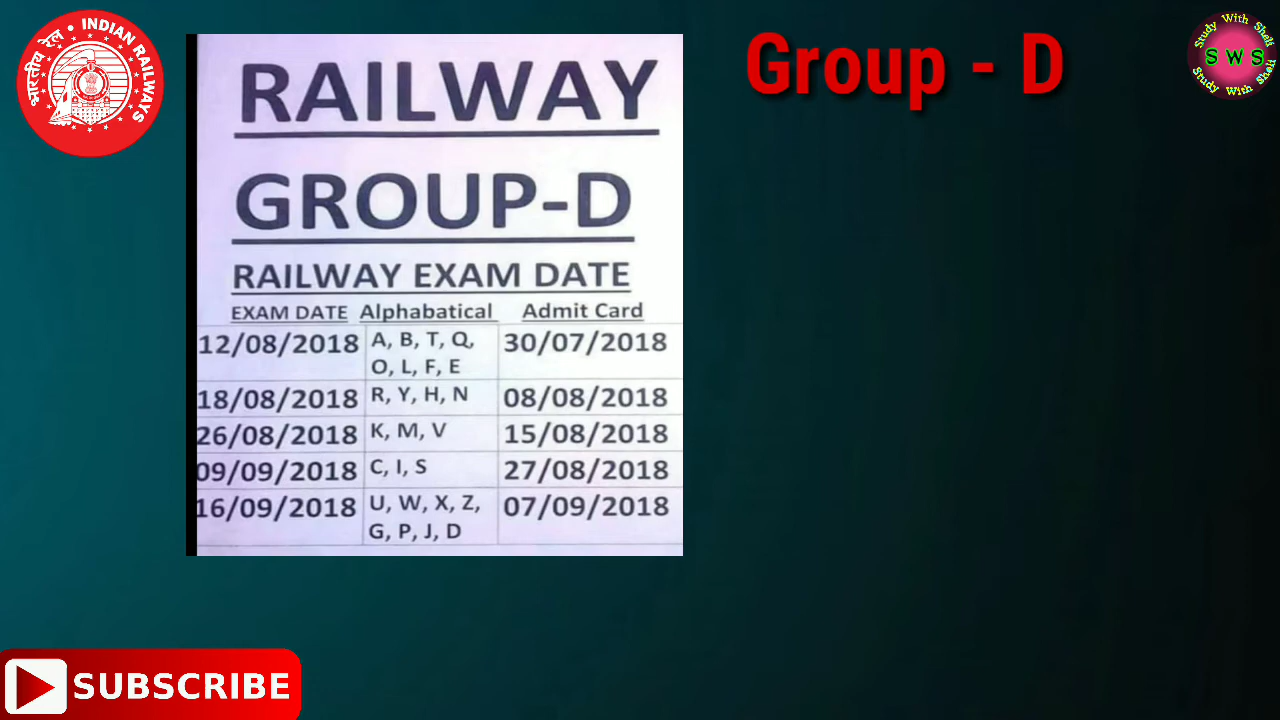 भारतीय रेल • INDIAN RAILWAYS
Group - D
Study With Shelf
S W S
Study With Shelf
RAILWAY
GROUP-D
RAILWAY EXAM DATE
EXAM DATE Alphabatical Admit Card
12/08/2018 A, B, T, Q, 30/07/2018
O, L, F, E
18/08/2018 R, Y, H, N 08/08/2018
26/08/2018 K, M, V 15/08/2018
09/09/2018 C, I, S 27/08/2018
16/09/2018 U, W, X, Z, 07/09/2018
G, P, J, D
SUBSCRIBE